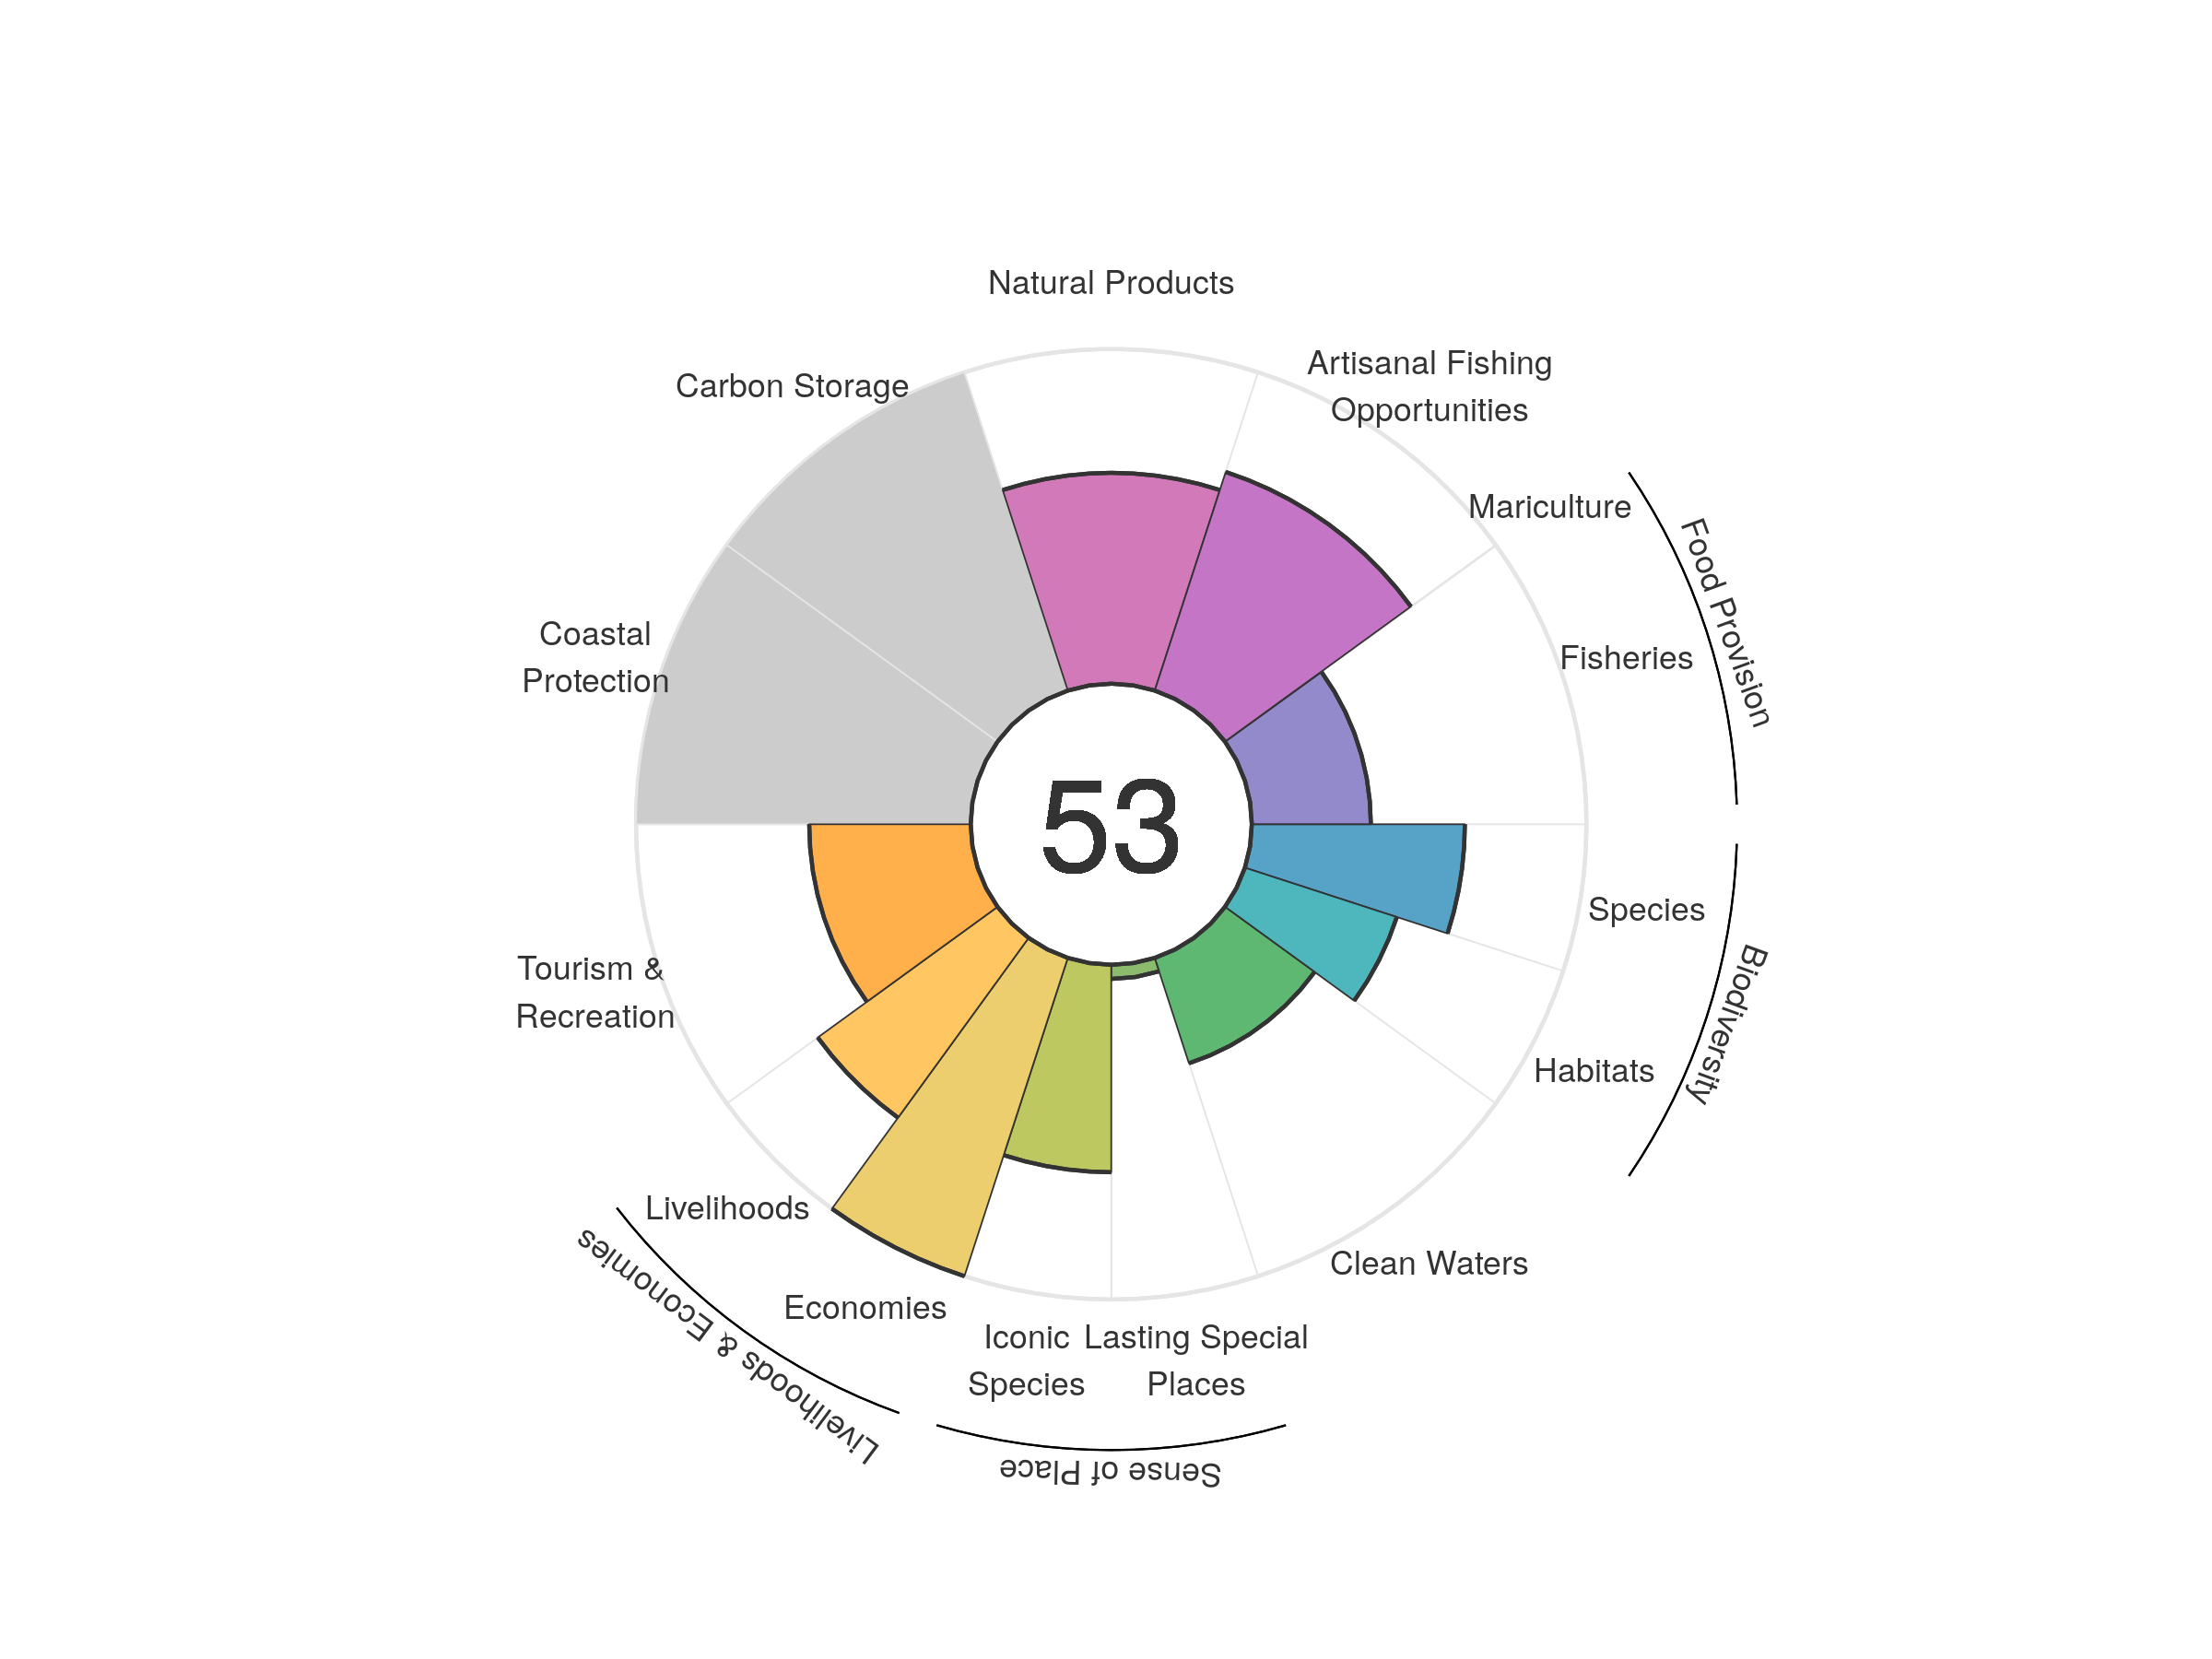 Natural Products
Artisanal Fishing
Opportunities
Carbon Storage
Mariculture
Food Provision
Fisheries
Coastal
Protection
53
Species
Biodiversity
Tourism &
Recreation
Habitats
Livelihoods
Clean Waters
Livelihoods & Economies
Economies
Iconic
Species
Lasting Special
Places
Sense of Place